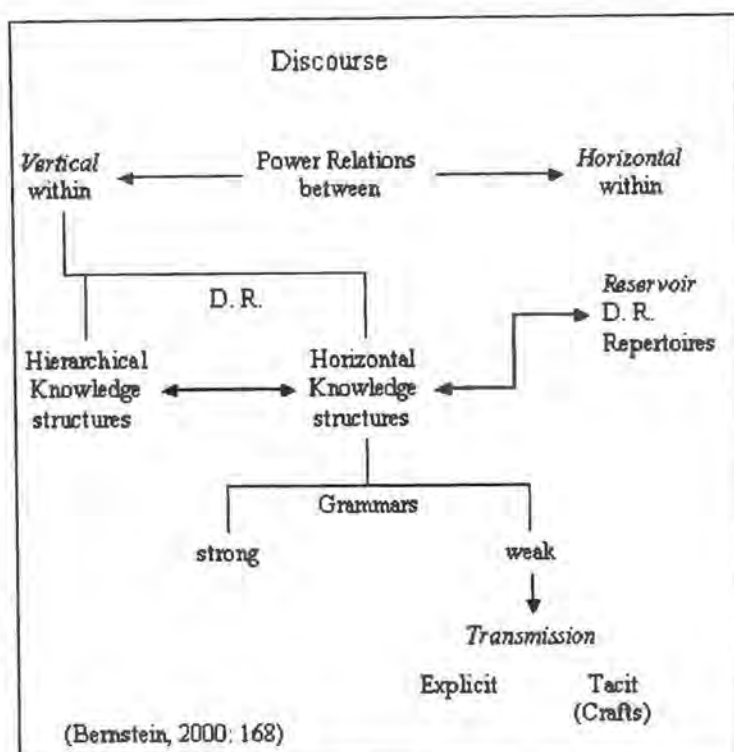 Discourse
Vertical
within
Power Relations
between
Horizontal
within
D. R.
Reservoir
D. R.
Repertoires
Hierarchical
Knowledge
structures
Horizontal
Knowledge
structures
Grammars
strong
weak
Transmission
Explicit
Tacit
(Crafts)
(Bernstein, 2000: 168)